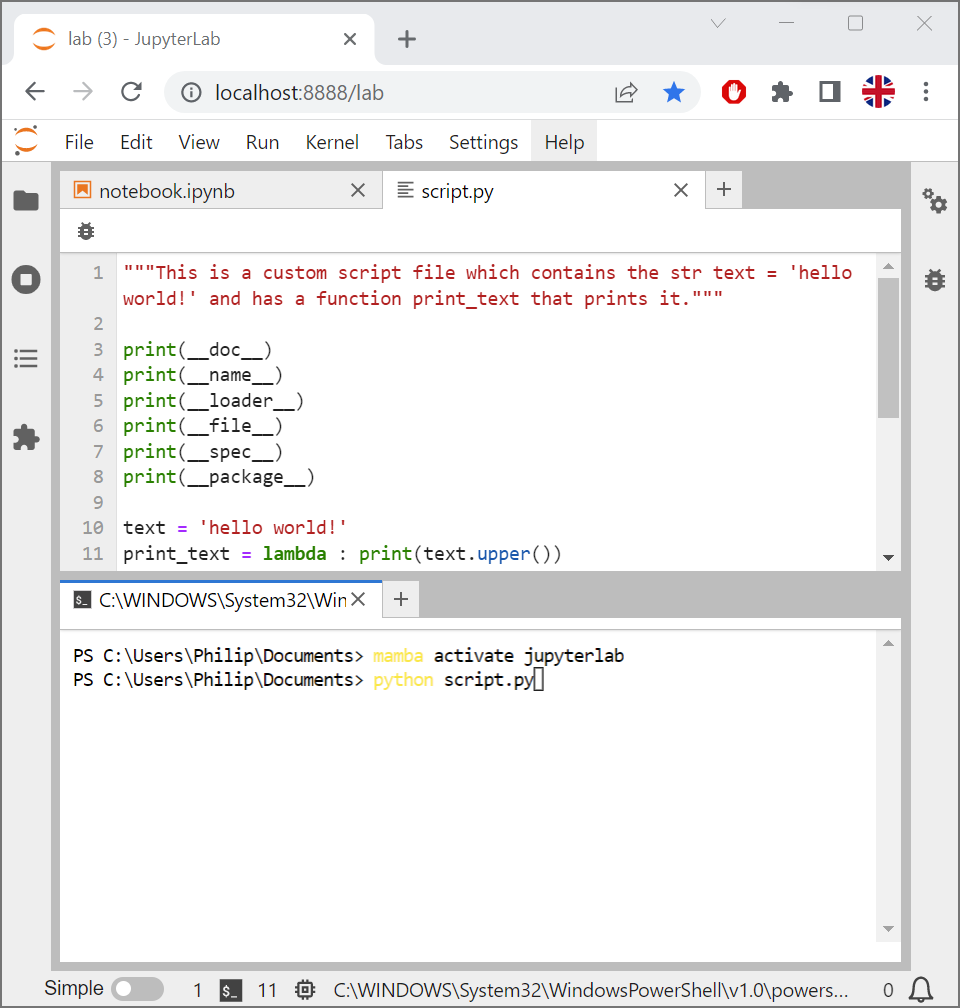 lab (3) - JupyterLab
localhost:8888/lab
File Edit View Run Kernel Tabs Settings Help
notebook.ipynb script.py
1 """This is a custom script file which contains the str text = 'hello
world!' and has a function print_text that prints it."""
2
3 print(__doc__)
4 print(__name__)
5 print(__loader__)
6 print(__file__)
7 print(__spec__)
8 print(__package__)
9
10 text = 'hello world!'
11 print_text = lambda : print(text.upper())
$_ C:\WINDOWS\System32\Win
PS C:\Users\Philip\Documents> mamba activate jupyterlab
PS C:\Users\Philip\Documents> python script.py
Simple 1 $_ 11 C:\WINDOWS\System32\WindowsPowerShell\v1.0\powers... 0